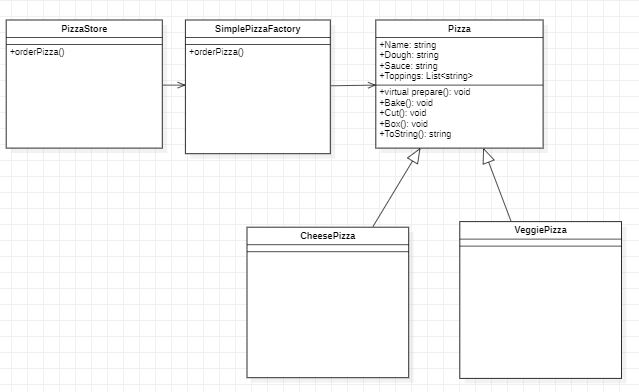 PizzaStore
+orderPizza()
SimplePizzaFactory
+orderPizza()
Pizza
+Name: string
+Dough: string
+Sauce: string
+Toppings: List<string>
+virtual prepare(): void
+Bake(): void
+Cut(): void
+Box(): void
+ToString(): string
CheesePizza
VeggiePizza